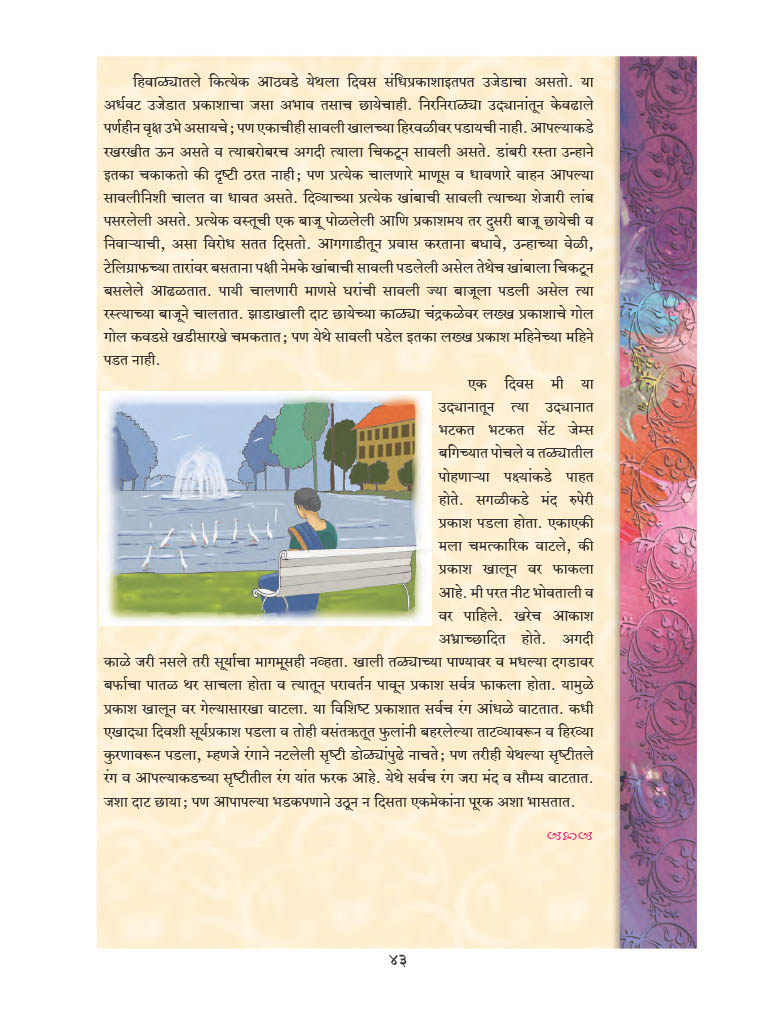 हिवाळ्यातले कित्येक आठवडे येथला दिवस संधिप्रकाशाइतपत उजेडाचा असतो. या
अर्धवट उजेडात प्रकाशाचा जसा अभाव तसाच छायेचाही. निरनिराळ्या उद्यानांतून केवढाले
पर्णहीन वृक्ष उभे असायचे; पण एकाचीही सावली खालच्या हिरवळीवर पडायची नाही. आपल्याकडे
रखरखीत ऊन असते व त्याबरोबरच अगदी त्याला चिकटून सावली असते. डांबरी रस्ता उन्हाने
इतका चकाकतो की दृष्टी ठरत नाही; पण प्रत्येक चालणारे माणूस व धावणारे वाहन आपल्या
सावलीनिशी चालत वा धावत असते. दिव्याच्या प्रत्येक खांबाची सावली त्याच्या शेजारी लांब
पसरलेली असते. प्रत्येक वस्तूची एक बाजू पोळलेली आणि प्रकाशमय तर दुसरी बाजू छायेची व
निवाऱ्याची, असा विरोध सतत दिसतो. आगगाडीतून प्रवास करताना बघावे, उन्हाच्या वेळी,
टेलिग्राफच्या तारांवर बसताना पक्षी नेमके खांबाची सावली पडलेली असेल तेथेच खांबाला चिकटून
बसलेले आढळतात. पायी चालणारी माणसे घरांची सावली ज्या बाजूला पडली असेल त्या
रस्त्याच्या बाजूने चालतात. झाडाखाली दाट छायेच्या काळ्या चंद्रकळेवर लख्ख प्रकाशाचे गोल
गोल कवडसे खडीसारखे चमकतात; पण येथे सावली पडेल इतका लख्ख प्रकाश महिनेच्या महिने
पडत नाही.
एक दिवस मी या
उद्यानातून त्या उद्यानात
भटकत भटकत सेंट जेम्स
बगिच्यात पोचले व तळ्यातील
पोहणाऱ्या पक्ष्यांकडे पाहत
होते. सगळीकडे मंद रुपेरी
प्रकाश पडला होता. एकाएकी
मला चमत्कारिक वाटले, की
प्रकाश खालून वर फाकला
आहे. मी परत नीट भोवताली व
वर पाहिले. खरेच आकाश
अभ्राच्छादित होते. अगदी
काळे जरी नसले तरी सूर्याचा मागमूसही नव्हता. खाली तळ्याच्या पाण्यावर व मधल्या दगडावर
बर्फाचा पातळ थर साचला होता व त्यातून परावर्तन पावून प्रकाश सर्वत्र फाकला होता. यामुळे
प्रकाश खालून वर गेल्यासारखा वाटला. या विशिष्ट प्रकाशात सर्वच रंग आंधळे वाटतात. कधी
एखाद्या दिवशी सूर्यप्रकाश पडला व तोही वसंतऋतूत फुलांनी बहरलेल्या ताटव्यावरून व हिरव्या
कुरणावरून पडला, म्हणजे रंगाने नटलेली सृष्टी डोळ्यांपुढे नाचते; पण तरीही येथल्या सृष्टीतले
रंग व आपल्याकडच्या सृष्टीतील रंग यांत फरक आहे. येथे सर्वच रंग जरा मंद व सौम्य वाटतात.
जशा दाट छाया; पण आपापल्या भडकपणाने उठून न दिसता एकमेकांना पूरक अशा भासतात.
४३